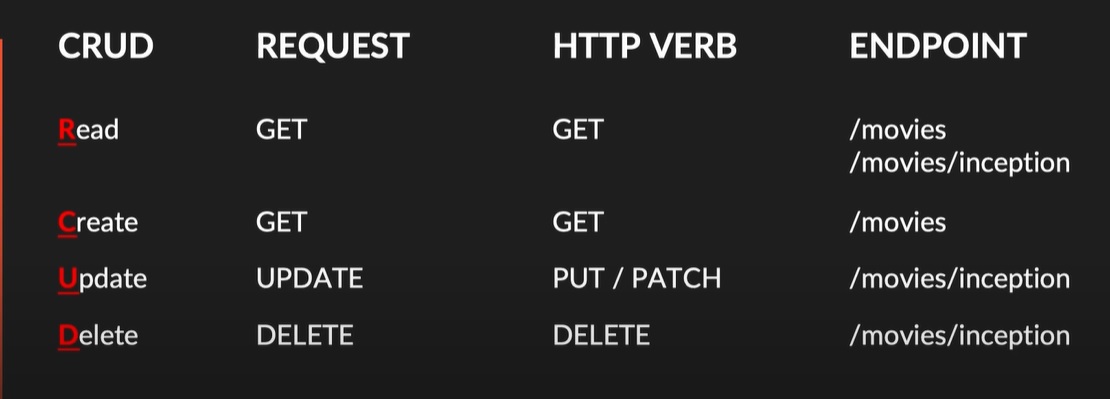 CRUD REQUEST HTTP VERB ENDPOINT
Read GET GET /movies
/movies/inception
Create GET GET /movies
Update UPDATE PUT / PATCH /movies/inception
Delete DELETE DELETE /movies/inception